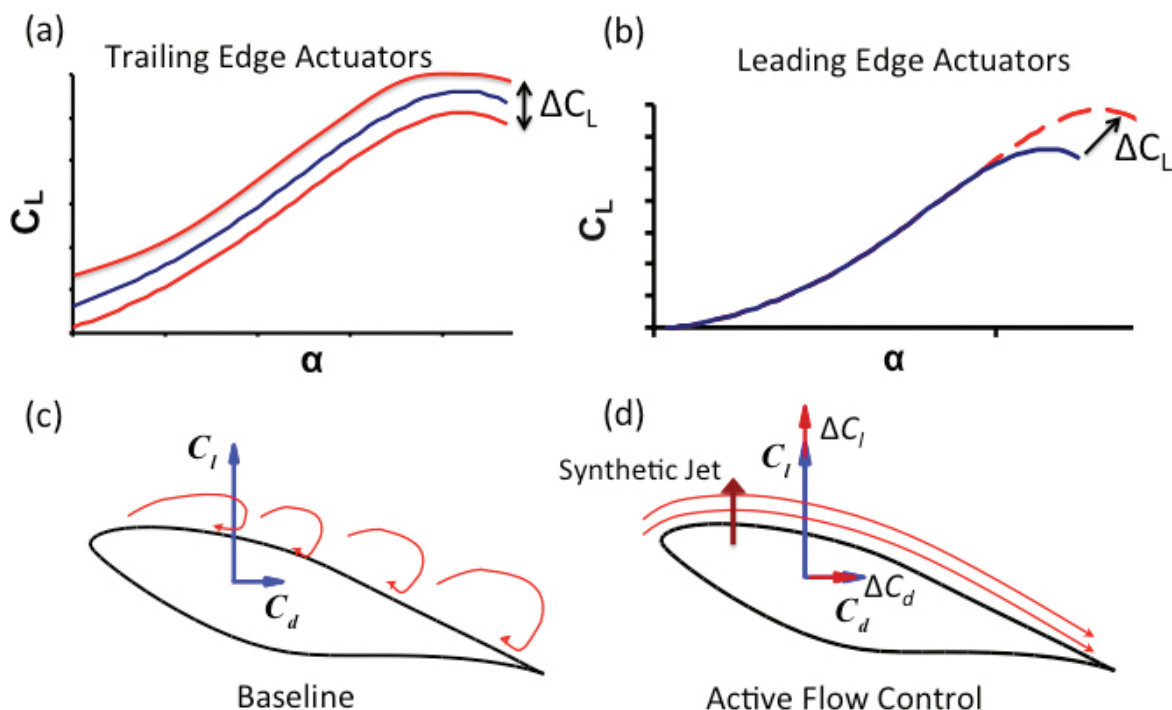 (a)
Trailing Edge Actuators
ΔC_L
C_L
α
(b)
Leading Edge Actuators
ΔC_L
C_L
α
(c)
C_l
C_d
Baseline
(d)
ΔC_l
C_l
Synthetic Jet
ΔC_d
C_d
Active Flow Control